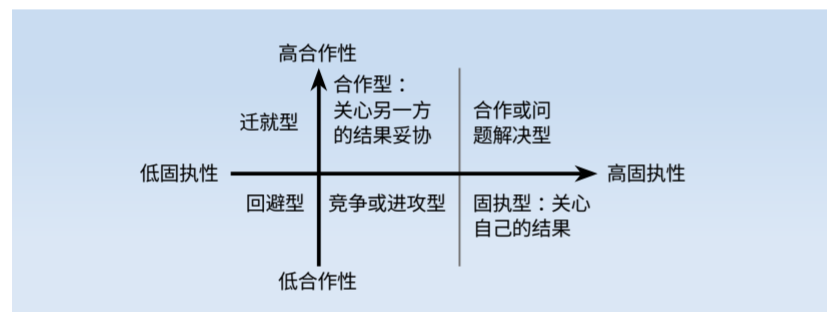 高合作性
合作型：
关心另一方
的结果妥协
迁就型
合作或问
题解决型
低固执性
高固执性
回避型
竞争或进攻型
固执型：关心
自己的结果
低合作性